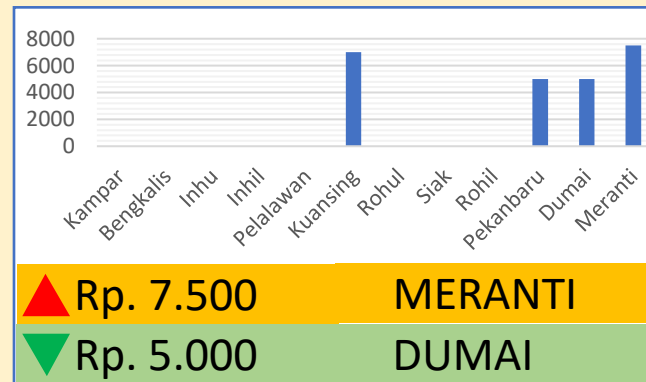 8000
6000
4000
2000
0
Kampar
Bengkalis
Inhu
Inhil
Pelalawan
Kuansing
Rohul
Siak
Rohil
Pekanbaru
Dumai
Meranti
Rp. 7.500 MERANTI
Rp. 5.000 DUMAI